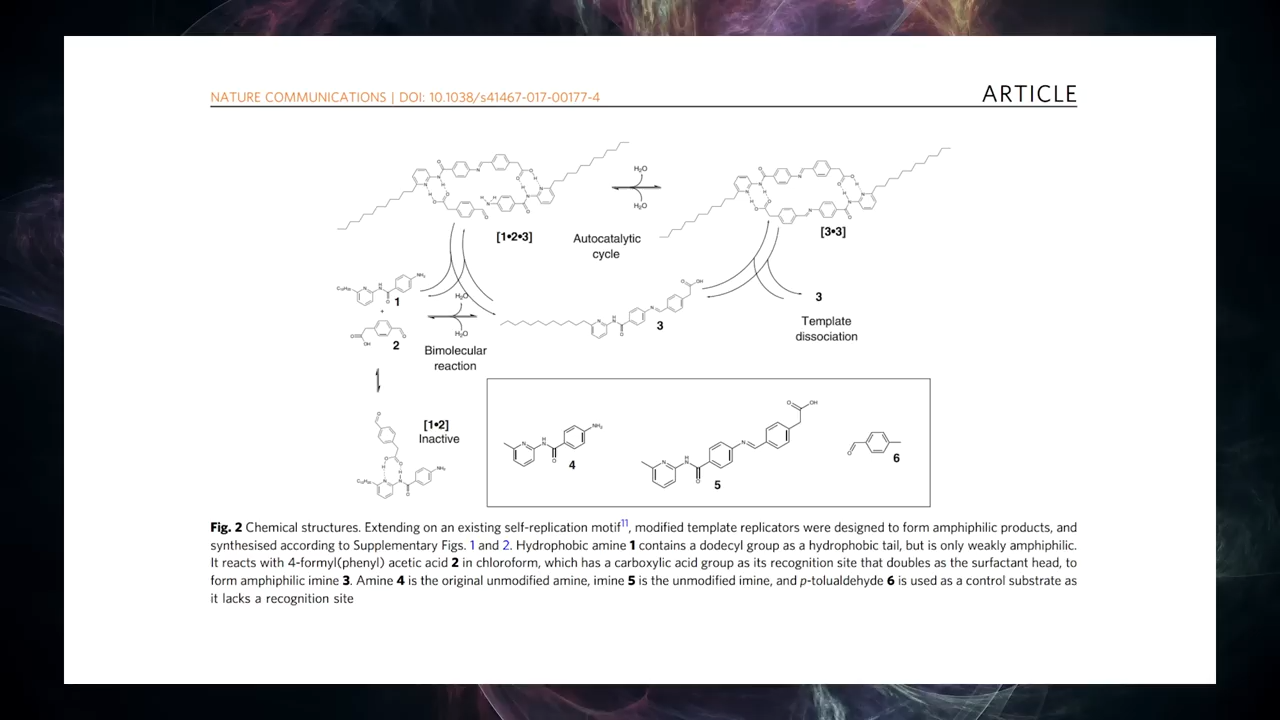 NATURE COMMUNICATIONS | DOI: 10.1038/s41467-017-00177-4
ARTICLE
H₂O
H₂O
[1•2•3]
[3•3]
Autocatalytic
cycle
1
+
2
H₂O
H₂O
Bimolecular
reaction
3
3
Template
dissociation
[1•2]
Inactive
4
5
6
Fig. 2 Chemical structures. Extending on an existing self-replication motif¹¹, modified template replicators were designed to form amphiphilic products, and
synthesised according to Supplementary Figs. 1 and 2. Hydrophobic amine 1 contains a dodecyl group as a hydrophobic tail, but is only weakly amphiphilic.
It reacts with 4-formyl(phenyl) acetic acid 2 in chloroform, which has a carboxylic acid group as its recognition site that doubles as the surfactant head, to
form amphiphilic imine 3. Amine 4 is the original unmodified amine, imine 5 is the unmodified imine, and p-tolualdehyde 6 is used as a control substrate as
it lacks a recognition site